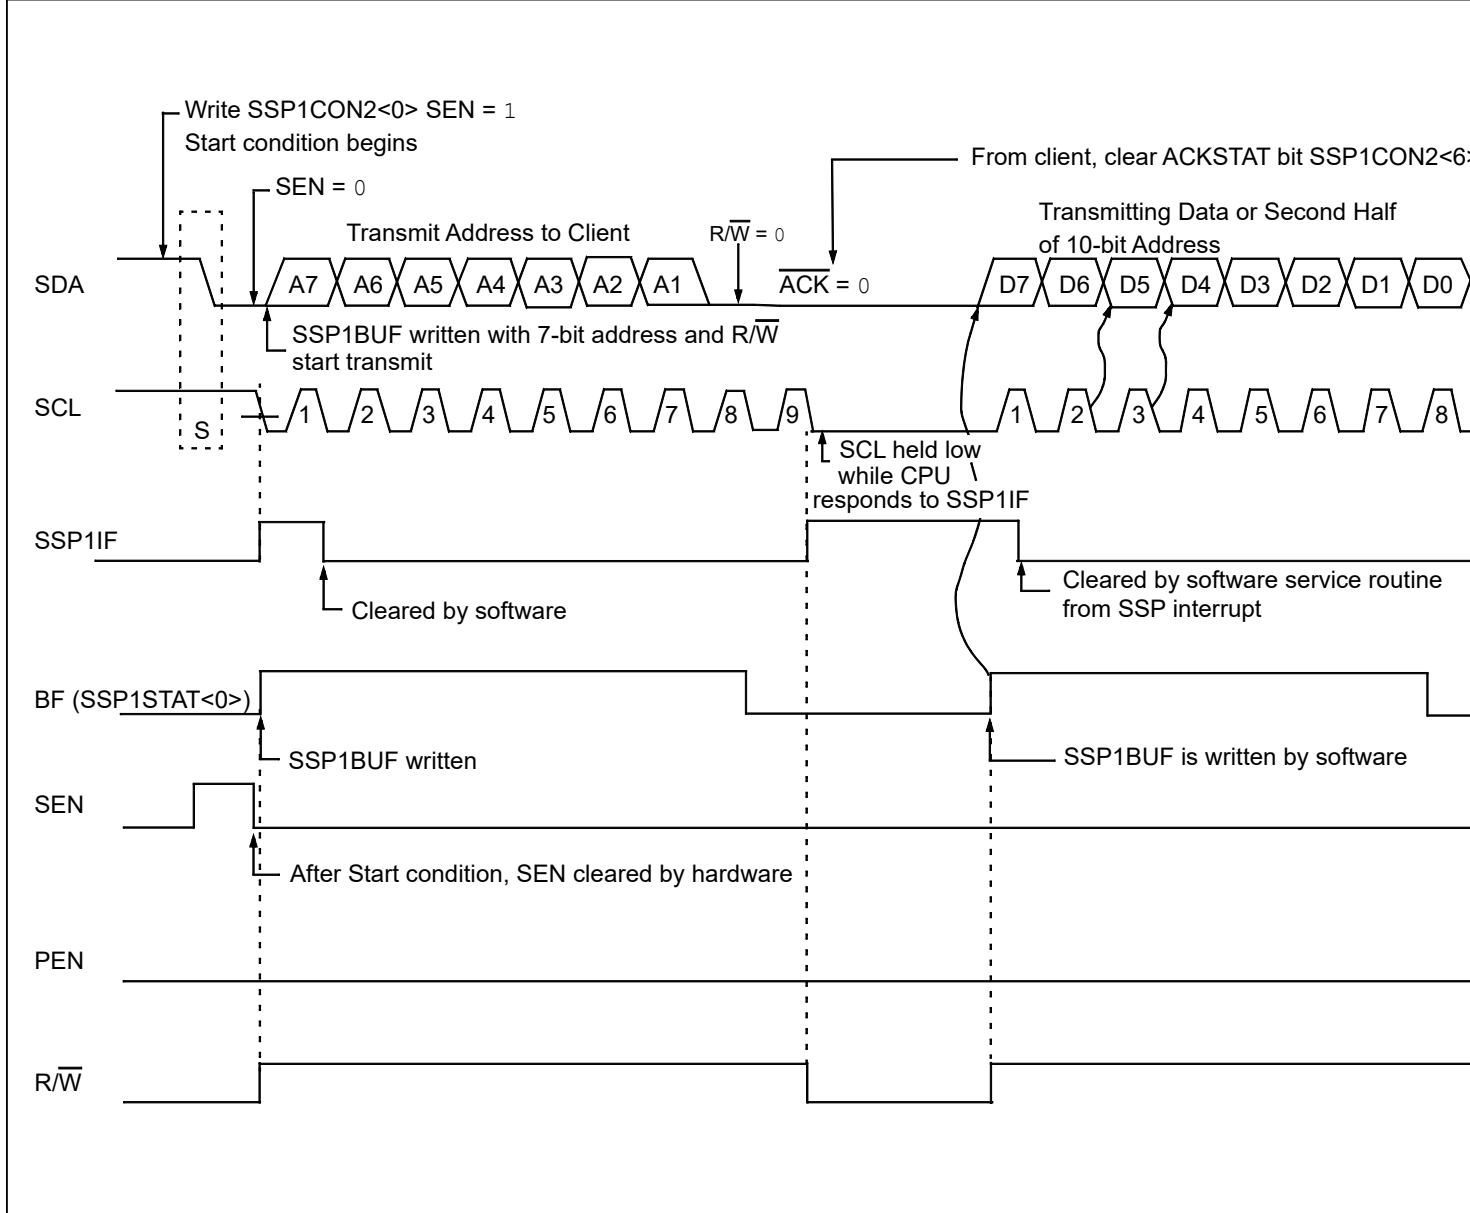 Write SSP1CON2<0> SEN = 1
Start condition begins
From client, clear ACKSTAT bit SSP1CON2<6>
SEN = 0
Transmitting Data or Second Half
of 10-bit Address
Transmit Address to Client
R/W = 0
SDA
A7 A6 A5 A4 A3 A2 A1
ACK = 0
D7 D6 D5 D4 D3 D2 D1 D0
SSP1BUF written with 7-bit address and R/W
start transmit
SCL
S
1 2 3 4 5 6 7 8 9
1 2 3 4 5 6 7 8
SCL held low
while CPU
responds to SSP1IF
SSP1IF
Cleared by software
Cleared by software service routine
from SSP interrupt
BF (SSP1STAT<0>)
SSP1BUF written
SSP1BUF is written by software
SEN
After Start condition, SEN cleared by hardware
PEN
R/W